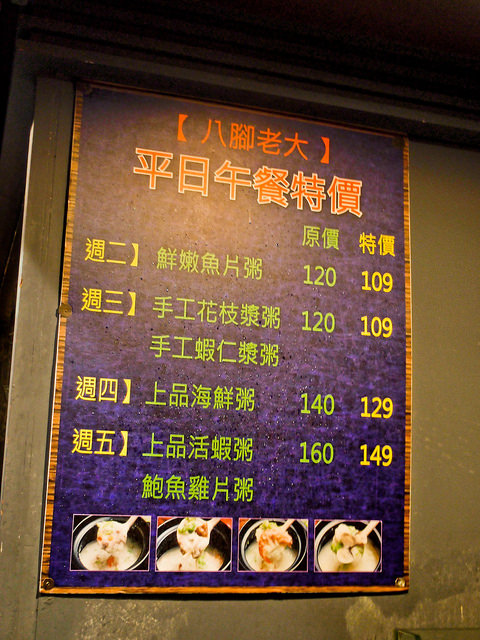 【八腳老大】
平日午餐特價
原價 特價
週二】鮮嫩魚片粥 120 109
週三】手工花枝漿粥 120 109
手工蝦仁漿粥
週四】上品海鮮粥 140 129
週五】上品活蝦粥 160 149
鮑魚雞片粥